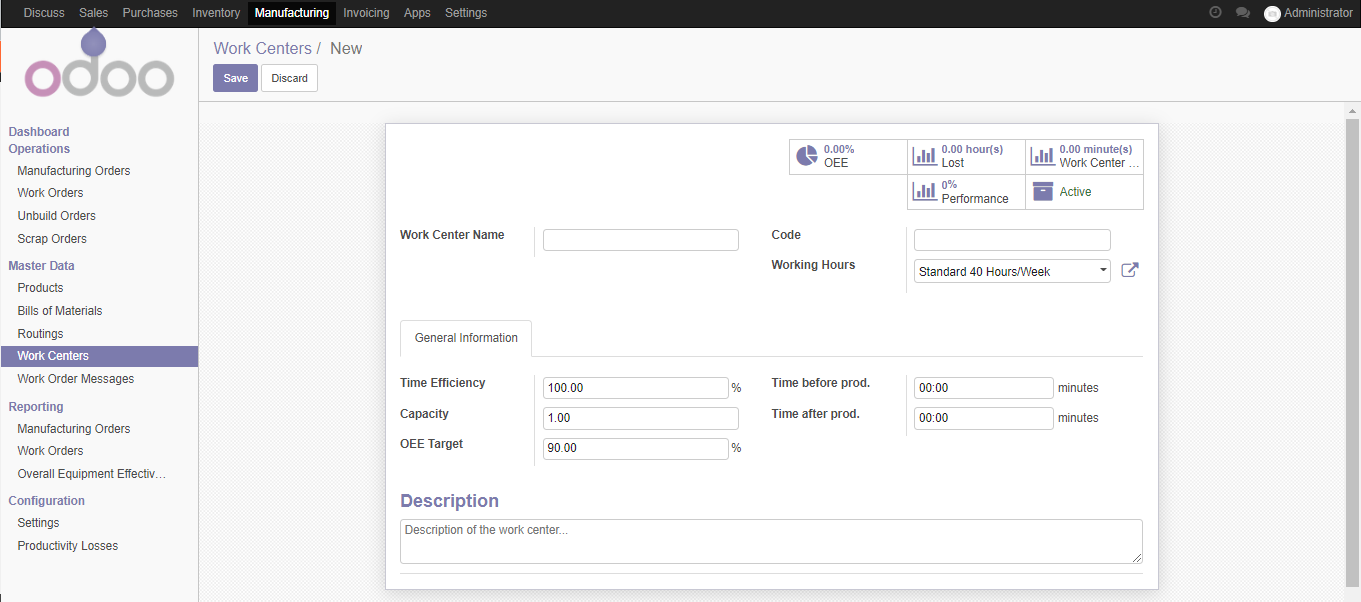 Discuss Sales Purchases Inventory Manufacturing Invoicing Apps Settings Administrator
odoo
Work Centers / New
Save Discard
Dashboard
Operations
Manufacturing Orders
Work Orders
Unbuild Orders
Scrap Orders
Master Data
Products
Bills of Materials
Routings
Work Centers
Work Order Messages
Reporting
Manufacturing Orders
Work Orders
Overall Equipment Effectiv...
Configuration
Settings
Productivity Losses
0.00%
OEE
0.00 hour(s)
Lost
0.00 minute(s)
Work Center ...
0%
Performance
Active
Work Center Name
Code
Working Hours Standard 40 Hours/Week
General Information
Time Efficiency 100.00 %
Capacity 1.00
OEE Target 90.00 %
Time before prod. 00:00 minutes
Time after prod. 00:00 minutes
Description
Description of the work center...